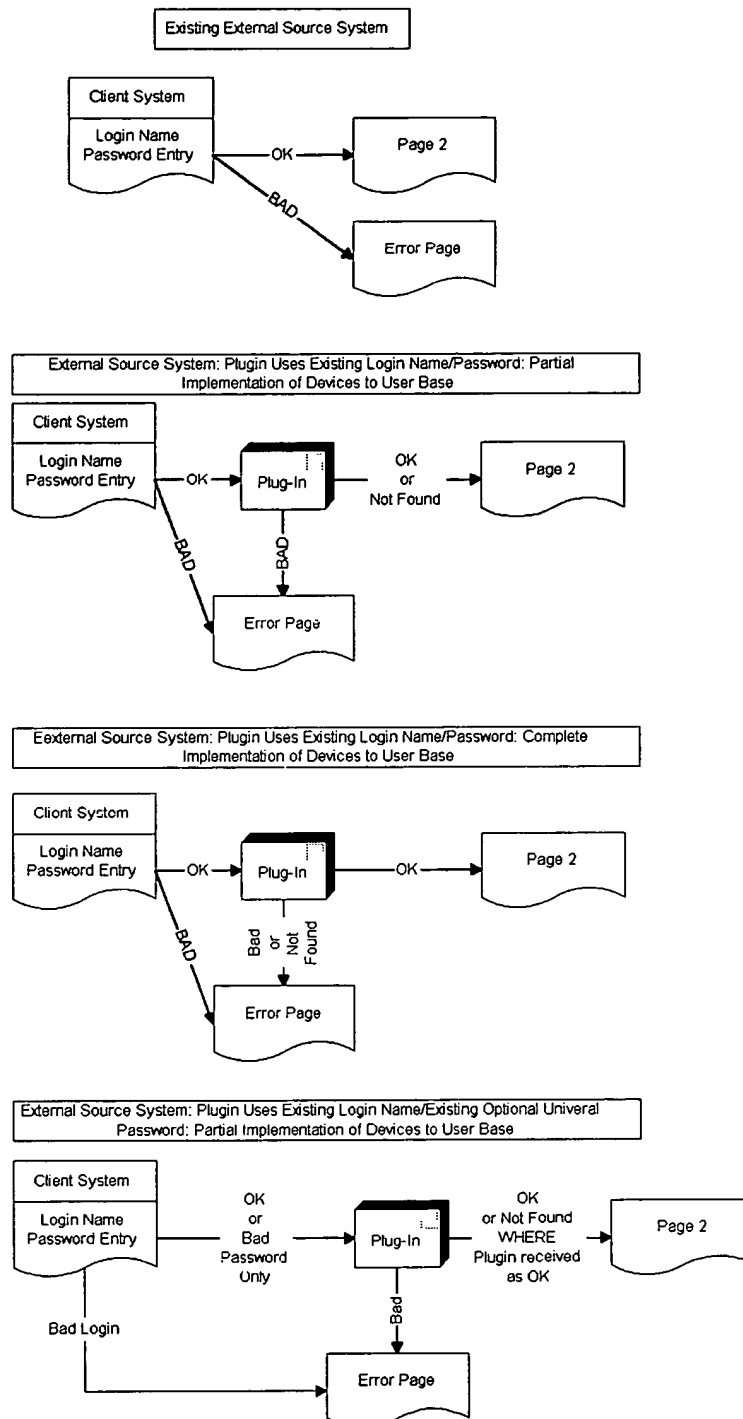 Existing External Source System
Client System
Login Name
Password Entry
OK
Page 2
BAD
Error Page
External Source System: Plugin Uses Existing Login Name/Password: Partial
Implementation of Devices to User Base
Client System
Login Name
Password Entry
OK
Plug-In
OK
or
Not Found
Page 2
BAD
BAD
Error Page
Eexternal Source System: Plugin Uses Existing Login Name/Password: Complete
Implementation of Devices to User Base
Client System
Login Name
Password Entry
OK
Plug-In
OK
Page 2
BAD
Bad
or
Not
Found
Error Page
External Source System: Plugin Uses Existing Login Name/Existing Optional Univeral
Password: Partial Implementation of Devices to User Base
Client System
Login Name
Password Entry
OK
or
Bad
Password
Only
Plug-In
OK
or Not Found
WHERE
Plugin received
as OK
Page 2
Bad Login
Bad
Error Page